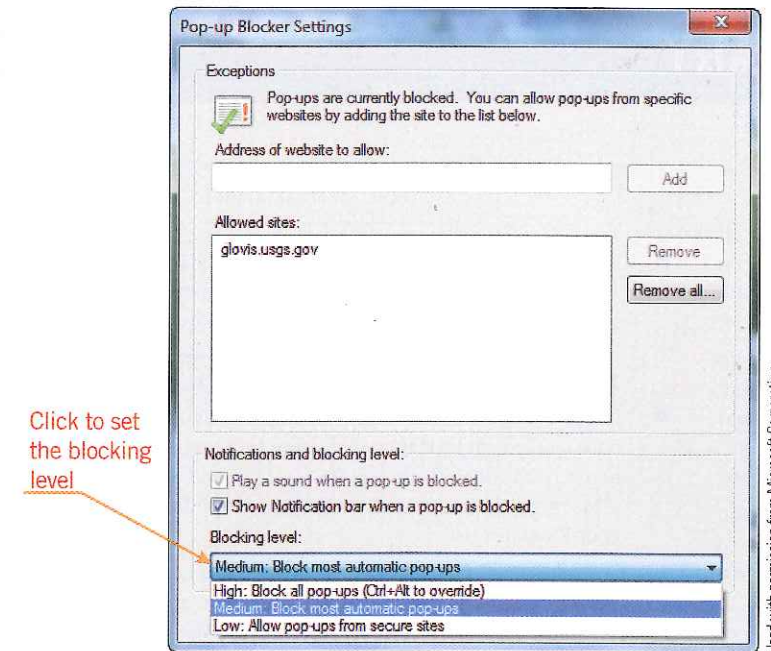 Pop-up Blocker Settings
Exceptions
Pop-ups are currently blocked. You can allow pop-ups from specific
websites by adding the site to the list below.
Address of website to allow:
Add
Allowed sites:
glovis.usgs.gov
Remove
Remove all...
Click to set
the blocking
level
Notifications and blocking level:
Play a sound when a pop-up is blocked.
Show Notification bar when a pop-up is blocked.
Blocking level:
Medium: Block most automatic pop-ups
High: Block all pop-ups (Ctrl+Alt to override)
Medium: Block most automatic pop-ups
Low: Allow pop-ups from secure sites
with permission from Microsoft Corporation